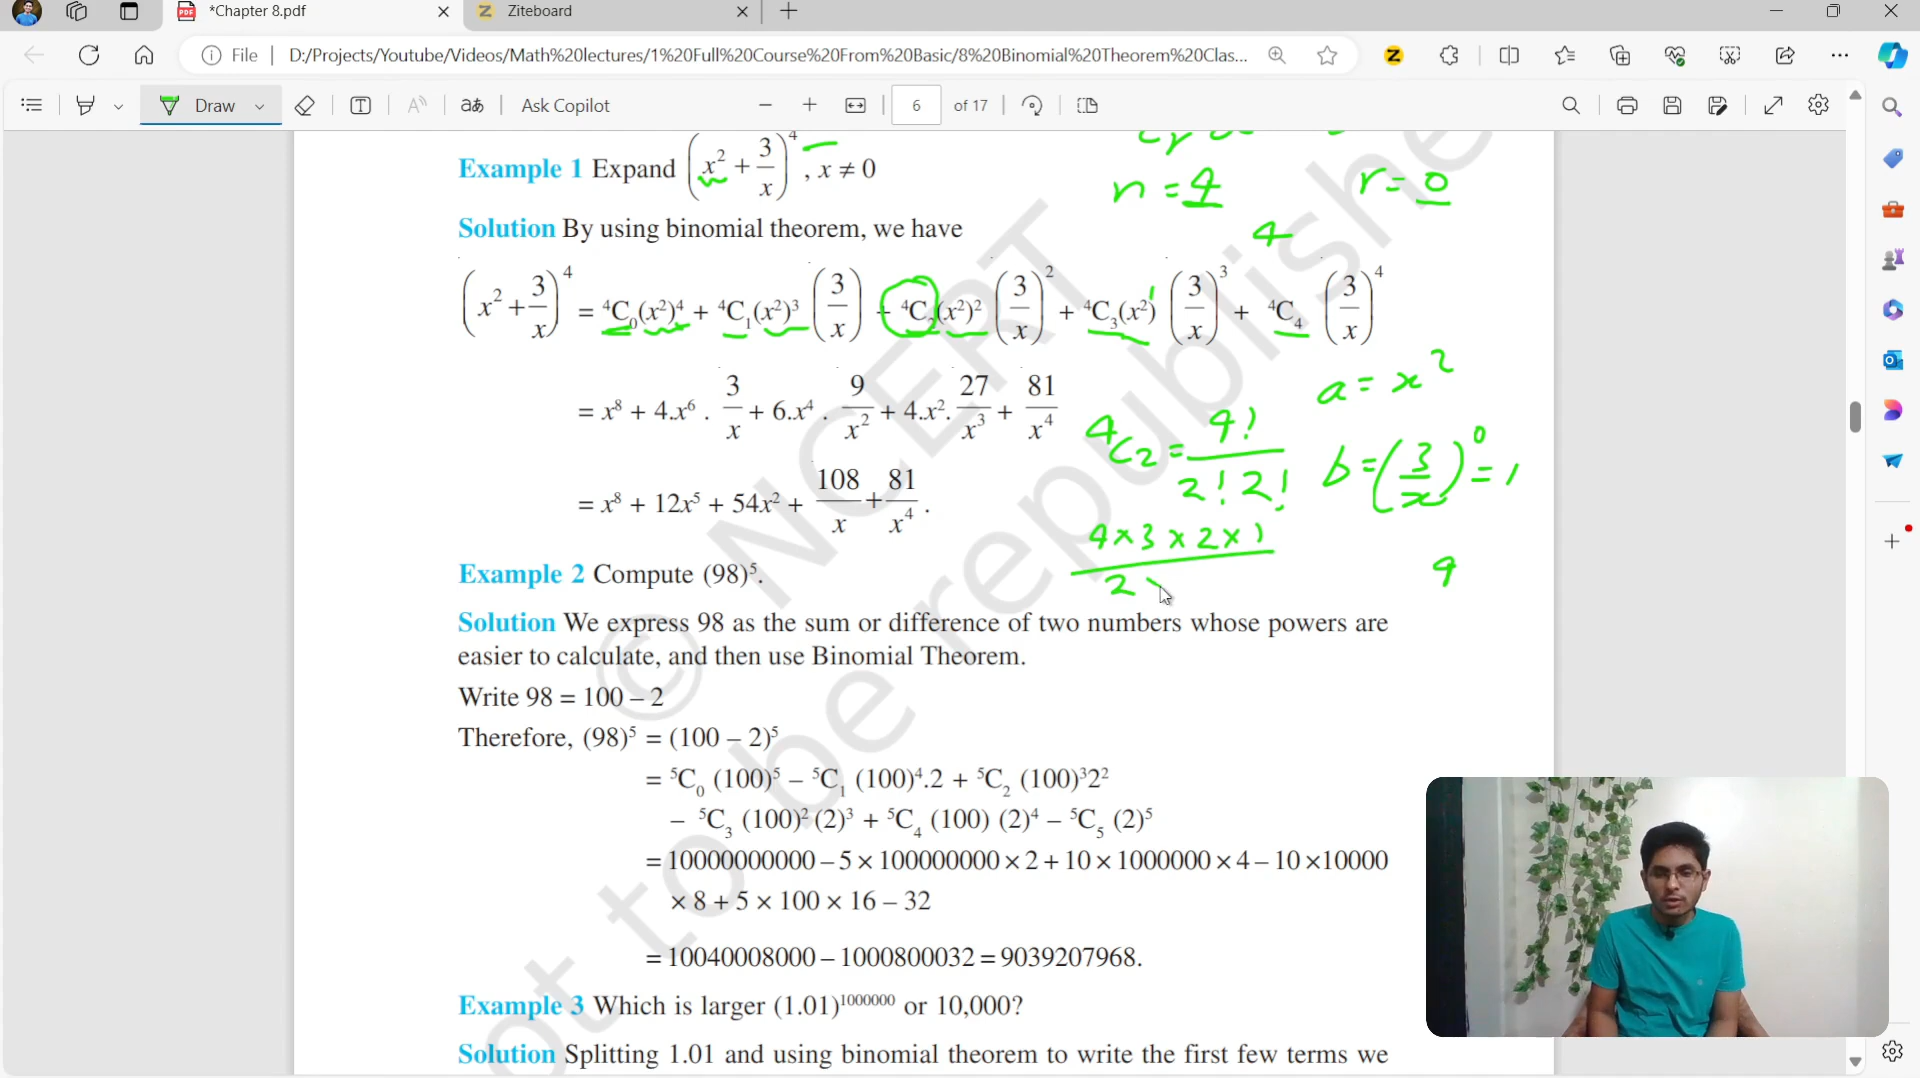 *Chapter 8.pdf
Ziteboard
File
D:/Projects/Youtube/Videos/Math%20lectures/1%20Full%20Course%20From%20Basic/8%20Binomial%20Theorem%20Clas...
Draw
aあ
Ask Copilot
6 of 17
Example 1 Expand (x² + 3/x)⁴, x ≠ 0
n = 4
r = 0
Solution By using binomial theorem, we have
4
(x² + 3/x)⁴ = ⁴C₀(x²)⁴ + ⁴C₁(x²)³ (3/x) + ⁴C₂(x²)² (3/x)² + ⁴C₃(x²)¹ (3/x)³ + ⁴C₄ (3/x)⁴
a = x²
= x⁸ + 4.x⁶ . 3/x + 6.x⁴ . 9/x² + 4.x². 27/x³ + 81/x⁴
4C2 = 4!/2! 2!
b = (3/x)⁰ = 1
= x⁸ + 12x⁵ + 54x² + 108/x + 81/x⁴ .
4 × 3 × 2 × 1
2
4
Example 2 Compute (98)⁵.
Solution We express 98 as the sum or difference of two numbers whose powers are
easier to calculate, and then use Binomial Theorem.
Write 98 = 100 – 2
Therefore, (98)⁵ = (100 – 2)⁵
= ⁵C₀ (100)⁵ – ⁵C₁ (100)⁴.2 + ⁵C₂ (100)³2²
– ⁵C₃ (100)² (2)³ + ⁵C₄ (100) (2)⁴ – ⁵C₅ (2)⁵
= 10000000000 – 5 × 100000000 × 2 + 10 × 1000000 × 4 – 10 ×10000
× 8 + 5 × 100 × 16 – 32
= 10040008000 – 1000800032 = 9039207968.
Example 3 Which is larger (1.01)¹⁰⁰⁰⁰⁰⁰ or 10,000?
Solution Splitting 1.01 and using binomial theorem to write the first few terms we
© NCERT
not to be republished